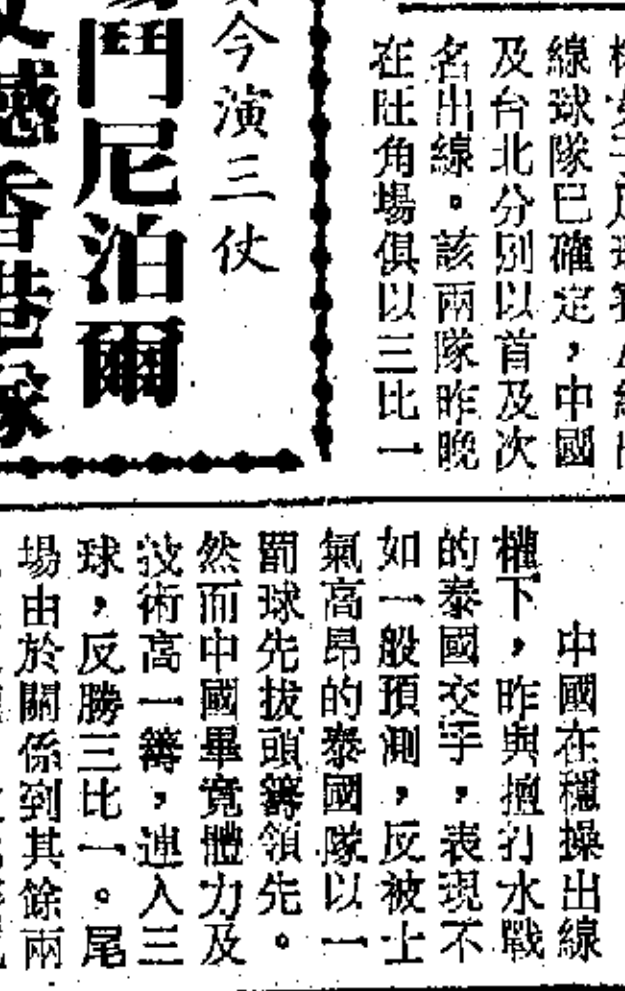 線球隊已確定，中國
及台北分別以首及次
名出線。該兩隊昨晚
在旺角場俱以三比一
今演三仗
鬥尼泊爾
香港隊
中國在穩操出線
權下，昨與擅打水戰
的泰國交手，表現不
如一般預測，反被士
氣高昂的泰國隊以一
罰球先拔頭籌領先。
然而中國畢竟體力及
技術高一籌，連入三
球，反勝三比一。尾
場由於關係到其餘兩